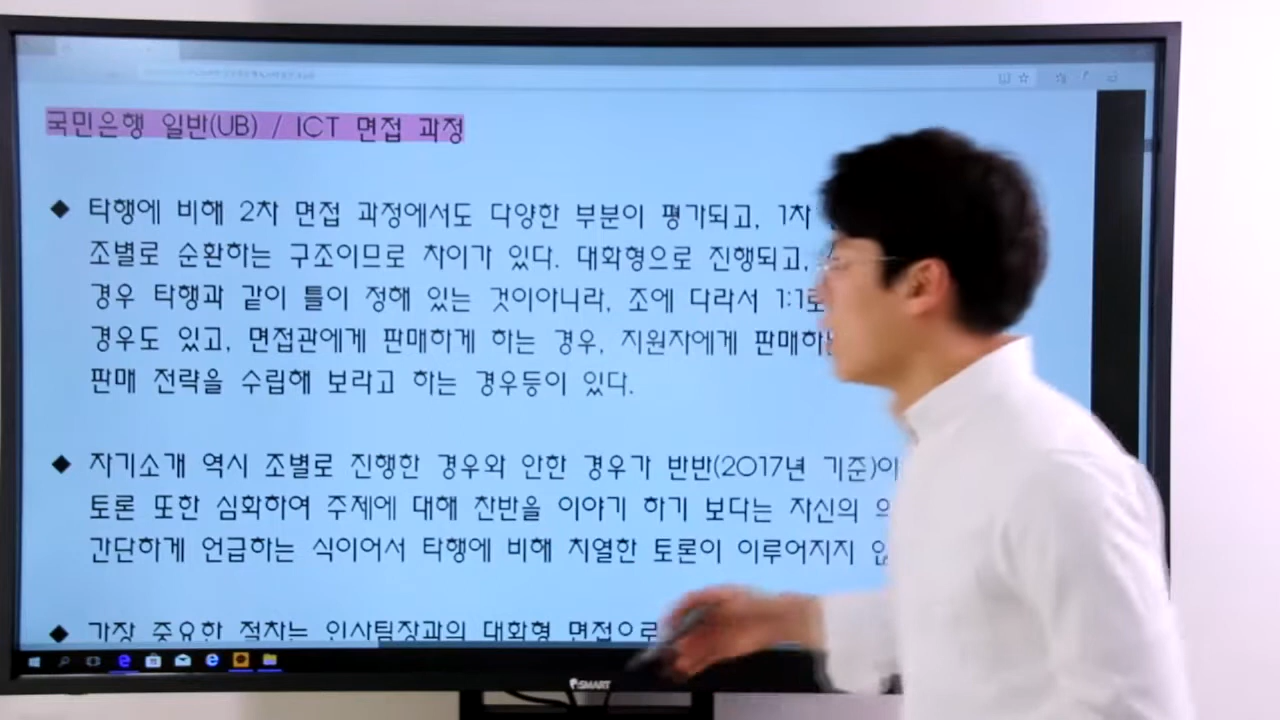 국민은행 일반(UB) / ICT 면접 과정
◆ 타행에 비해 2차 면접 과정에서도 다양한 부분이 평가되고, 1차
조별로 순환하는 구조이므로 차이가 있다. 대화형으로 진행되고,
경우 타행과 같이 틀이 정해 있는 것이아니라, 조에 다라서 1:1로
경우도 있고, 면접관에게 판매하게 하는 경우, 지원자에게 판매하는
판매 전략을 수립해 보라고 하는 경우등이 있다.
◆ 자기소개 역시 조별로 진행한 경우와 안한 경우가 반반(2017년 기준)이
토론 또한 심화하여 주제에 대해 찬반을 이야기 하기 보다는 자신의
간단하게 언급하는 식이어서 타행에 비해 치열한 토론이 이루어지지
◆ 가장 중요한 절차는 인사팀장과의 대화형 면접으로
SMART